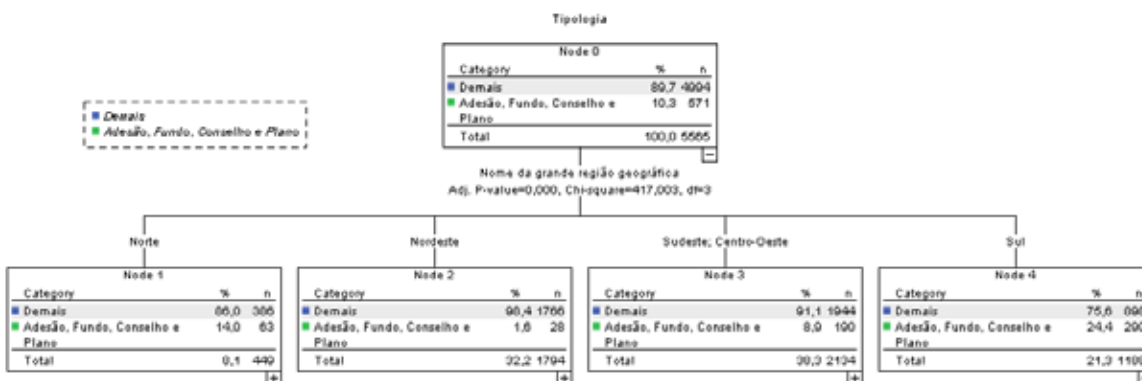 Tipologia
Node 0
Category % n
Demais 89,7 4994
Adesão, Fundo, Conselho e 10,3 571
Plano
Total 100,0 5565
Demais
Adesão, Fundo, Conselho e Plano
Nome da grande região geográfica
Adj. P-value=0,000, Chi-square=417,003, df=3
Norte
Nordeste
Sudeste; Centro-Oeste
Sul
Node 1
Category % n
Demais 86,0 386
Adesão, Fundo, Conselho e 14,0 63
Plano
Total 8,1 449
Node 2
Category % n
Demais 98,4 1766
Adesão, Fundo, Conselho e 1,6 28
Plano
Total 32,2 1794
Node 3
Category % n
Demais 91,1 1944
Adesão, Fundo, Conselho e 8,9 190
Plano
Total 38,3 2134
Node 4
Category % n
Demais 75,6 898
Adesão, Fundo, Conselho e 24,4 290
Plano
Total 21,3 1188